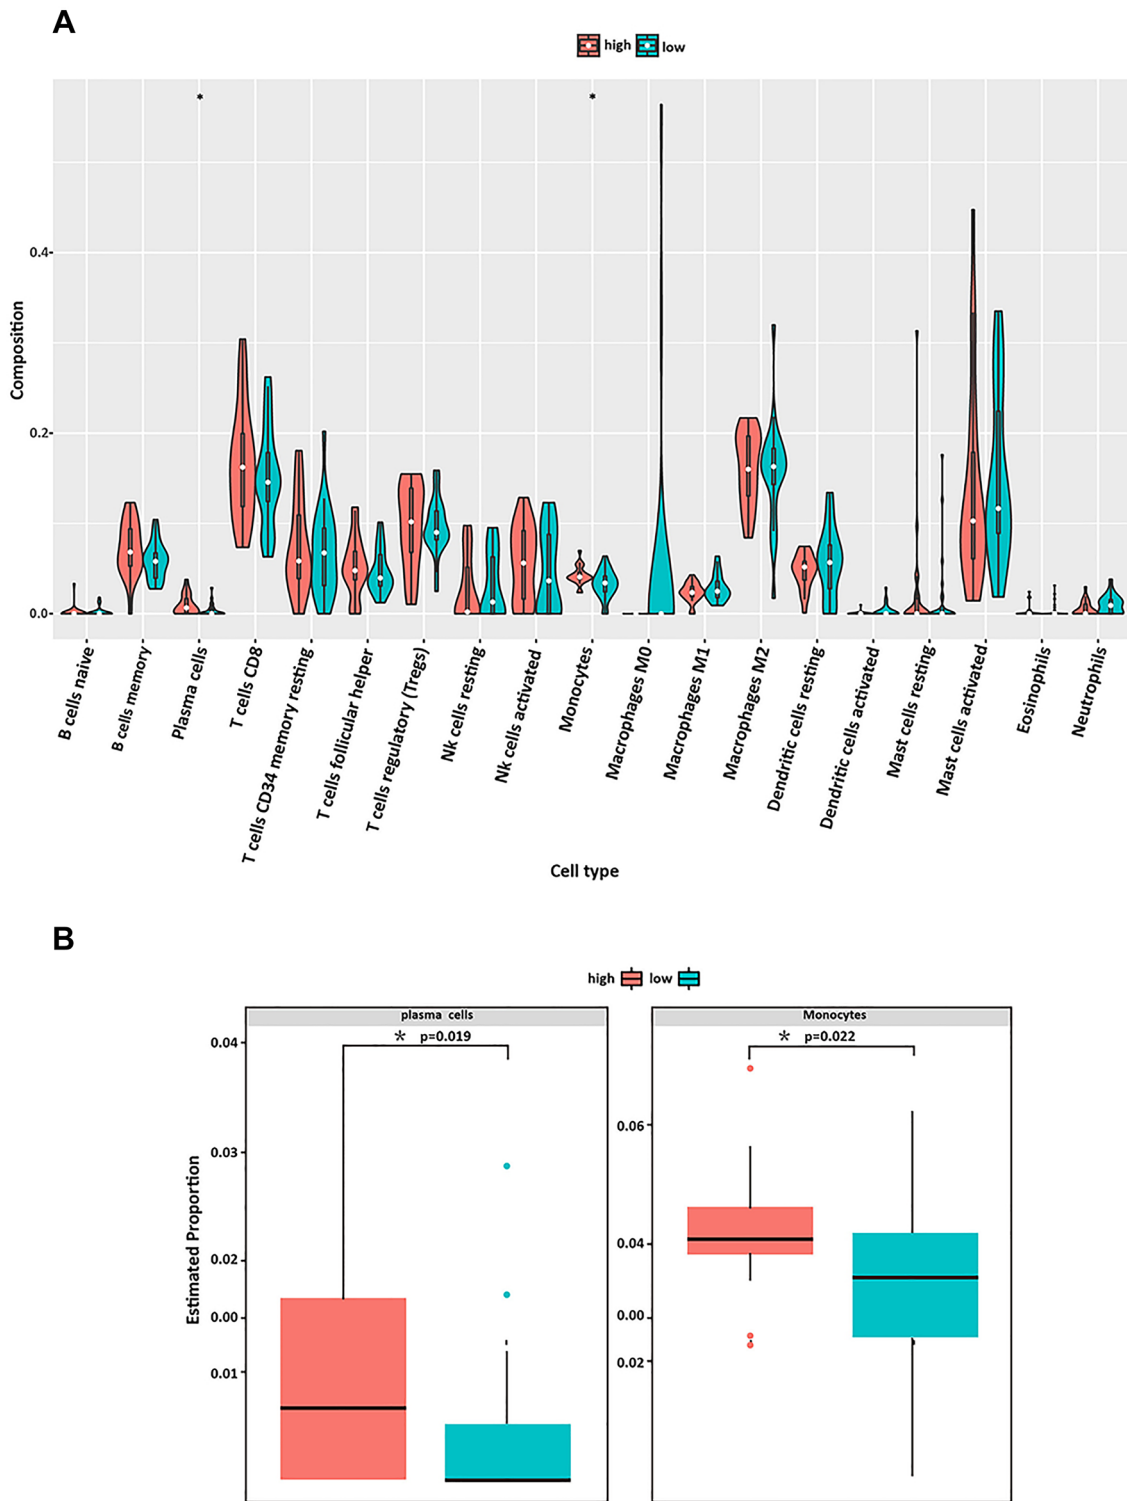 A
high low
*
*
0.4
0.2
0.0
Composition
B cells naive
B cells memory
Plasma cells
T cells CD8
T cells CD34 memory resting
T cells follicular helper
T cells regulatory (Tregs)
Nk cells resting
Nk cells activated
Monocytes
Macrophages M0
Macrophages M1
Macrophages M2
Dendritic cells resting
Dendritic cells activated
Mast cells resting
Mast cells activated
Eosinophils
Neutrophils
Cell type
B
high low
plasma cells
* p=0.019
0.04
0.03
0.02
0.00
0.01
Estimated Proportion
Monocytes
* p=0.022
0.06
0.04
0.00
0.02